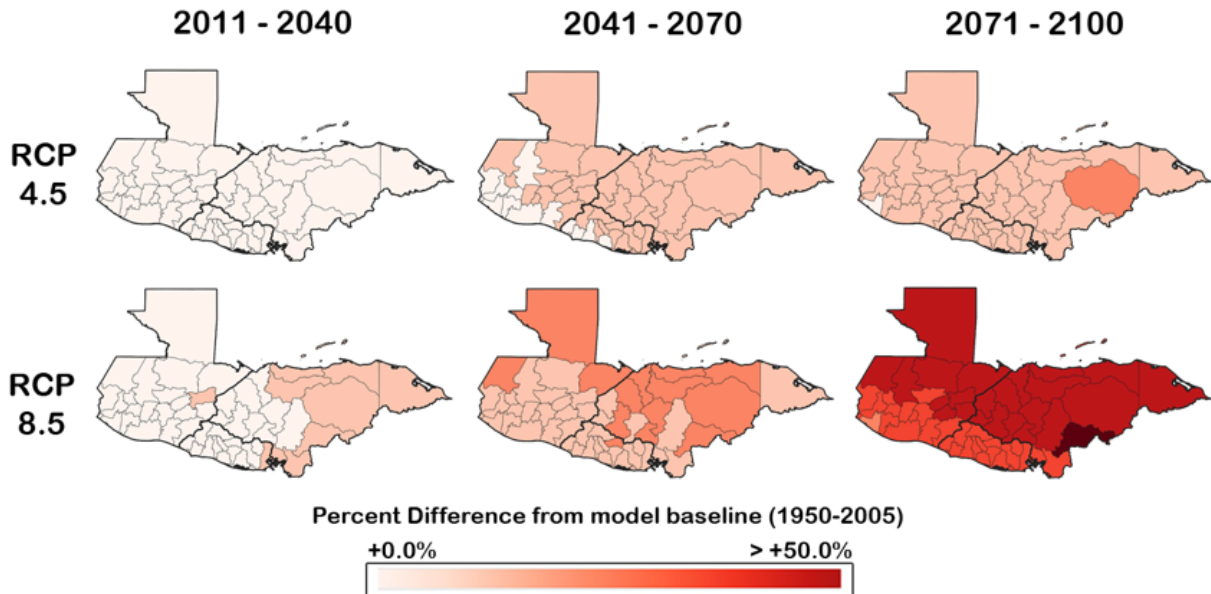 2011 - 2040 2041 - 2070 2071 - 2100
RCP
4.5
RCP
8.5
Percent Difference from model baseline (1950-2005)
+0.0% > +50.0%